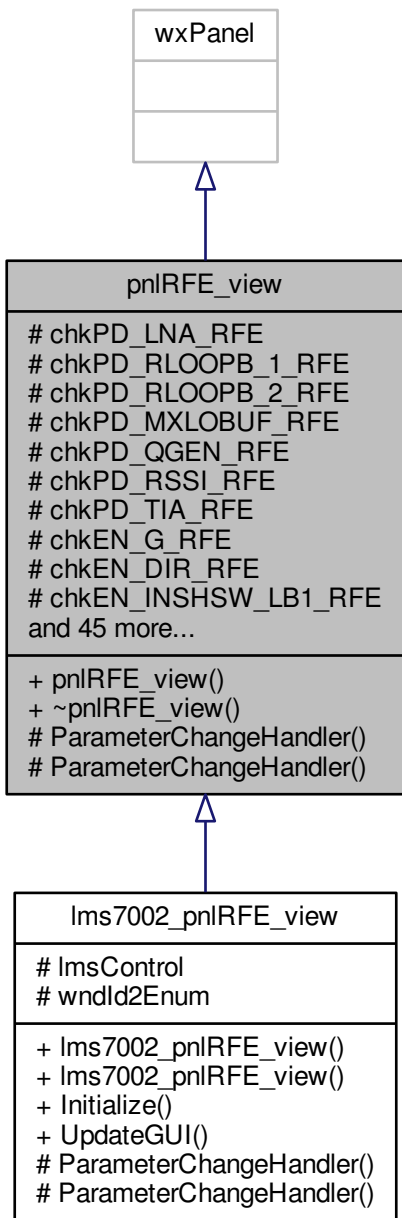 wxPanel
pnlRFE_view
# chkPD_LNA_RFE
# chkPD_RLOOPB_1_RFE
# chkPD_RLOOPB_2_RFE
# chkPD_MXLOBUF_RFE
# chkPD_QGEN_RFE
# chkPD_RSSI_RFE
# chkPD_TIA_RFE
# chkEN_G_RFE
# chkEN_DIR_RFE
# chkEN_INSHSW_LB1_RFE
and 45 more...
+ pnlRFE_view()
+ ~pnlRFE_view()
# ParameterChangeHandler()
# ParameterChangeHandler()
lms7002_pnlRFE_view
# lmsControl
# wndId2Enum
+ lms7002_pnlRFE_view()
+ lms7002_pnlRFE_view()
+ Initialize()
+ UpdateGUI()
# ParameterChangeHandler()
# ParameterChangeHandler()